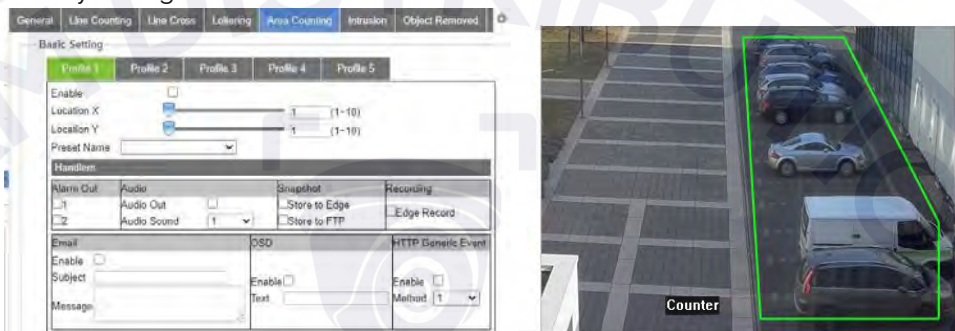 General Line Counting Line Cross Loitering Area Counting Intrusion Object Removed
Basic Setting
Profile 1 Profile 2 Profile 3 Profile 4 Profile 5
Enable
Location X 1 (1~10)
Location Y 1 (1~10)
Preset Name
Handlers
Alarm Out Audio Snapshot Recording
1 Audio Out Store to Edge
Edge Record
2 Audio Sound 1 Store to FTP
Email OSD HTTP Generic Event
Enable
Subject Enable Enable
Text Method 1
Message
Counter